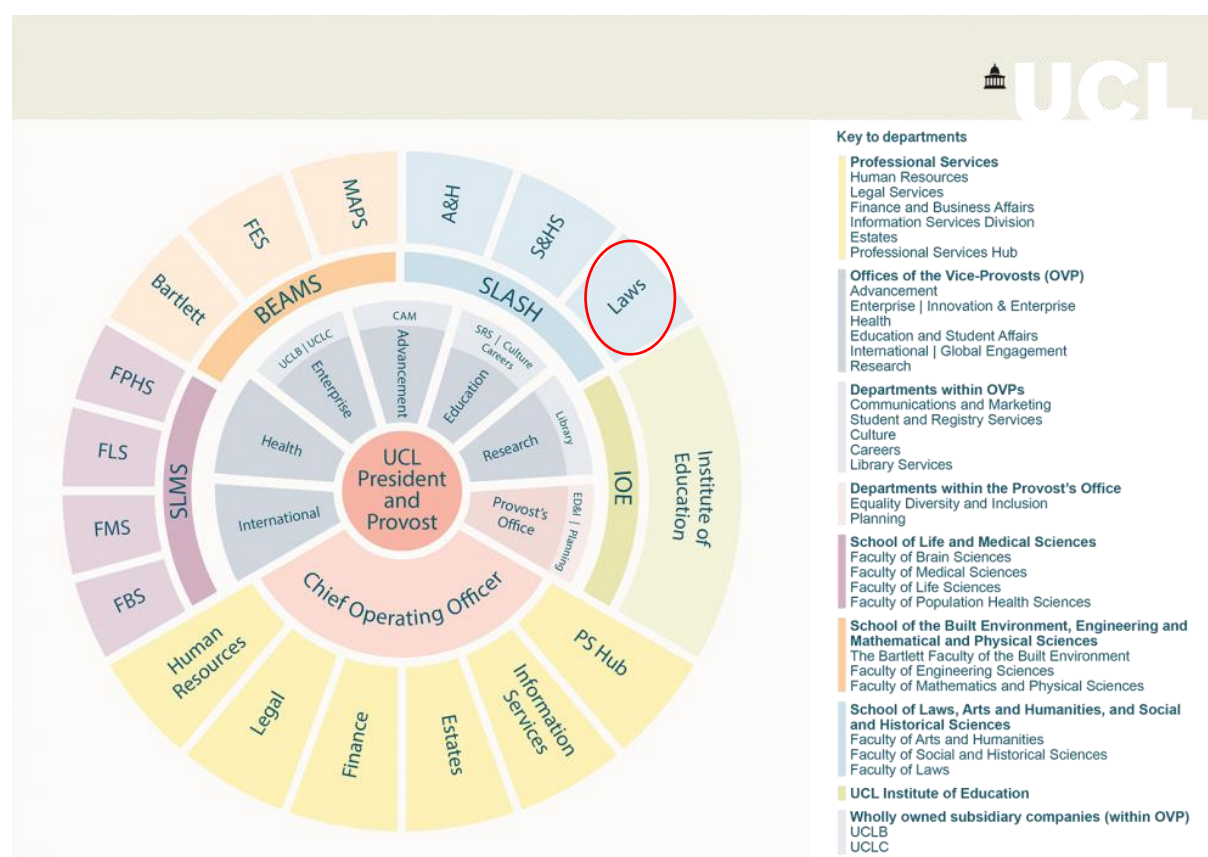 UCL
MAPS
A&H
FES
S&HS
Bartlett
Laws
BEAMS
SLASH
FPHS
FLS
FMS
FBS
SWLS
IOE
Institute of
Education
UCLB | UCLC
Enterprise
CAM
Advancement
SRS | Culture
Careers
Education
Library
Research
Health
International
UCL
President
and
Provost
Provost's
Office
ED&I | Planning
Chief Operating Officer
Human
Resources
Legal
Finance
Estates
Information
Services
PS Hub
Key to departments
Professional Services
Human Resources
Legal Services
Finance and Business Affairs
Information Services Division
Estates
Professional Services Hub
Offices of the Vice-Provosts (OVP)
Advancement
Enterprise | Innovation & Enterprise
Health
Education and Student Affairs
International | Global Engagement
Research
Departments within OVPs
Communications and Marketing
Student and Registry Services
Culture
Careers
Library Services
Departments within the Provost's Office
Equality Diversity and Inclusion
Planning
School of Life and Medical Sciences
Faculty of Brain Sciences
Faculty of Medical Sciences
Faculty of Life Sciences
Faculty of Population Health Sciences
School of the Built Environment, Engineering and
Mathematical and Physical Sciences
The Bartlett Faculty of the Built Environment
Faculty of Engineering Sciences
Faculty of Mathematics and Physical Sciences
School of Laws, Arts and Humanities, and Social
and Historical Sciences
Faculty of Arts and Humanities
Faculty of Social and Historical Sciences
Faculty of Laws
UCL Institute of Education
Wholly owned subsidiary companies (within OVP)
UCLB
UCLC